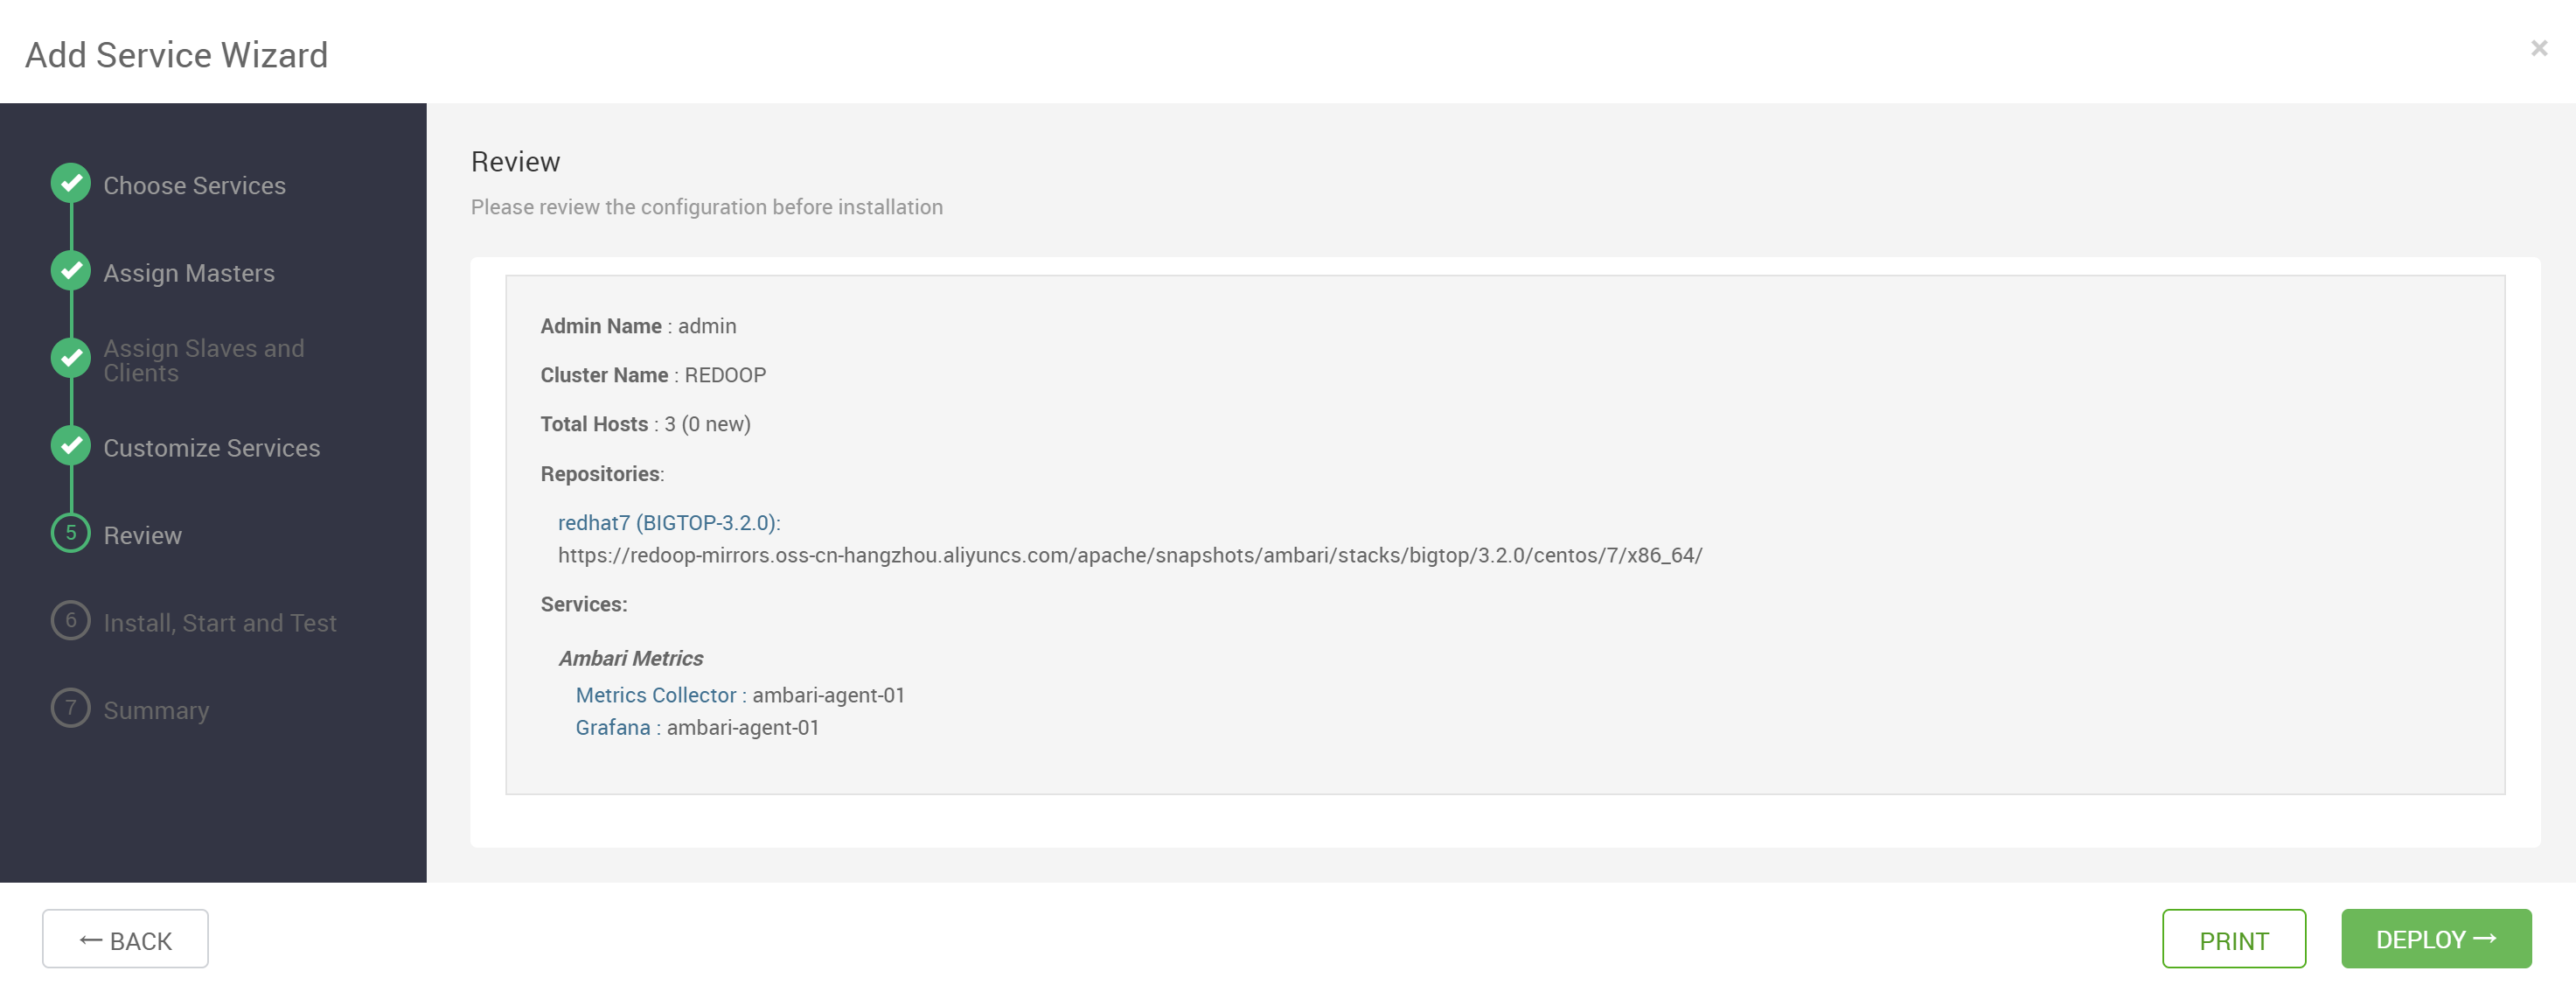 Add Service Wizard
×
Choose Services
Assign Masters
Assign Slaves and
Clients
Customize Services
5 Review
6 Install, Start and Test
7 Summary
Review
Please review the configuration before installation
Admin Name : admin
Cluster Name : REDOOP
Total Hosts : 3 (0 new)
Repositories:
redhat7 (BIGTOP-3.2.0):
https://redoop-mirrors.oss-cn-hangzhou.aliyuncs.com/apache/snapshots/ambari/stacks/bigtop/3.2.0/centos/7/x86_64/
Services:
Ambari Metrics
Metrics Collector : ambari-agent-01
Grafana : ambari-agent-01
← BACK
PRINT
DEPLOY →